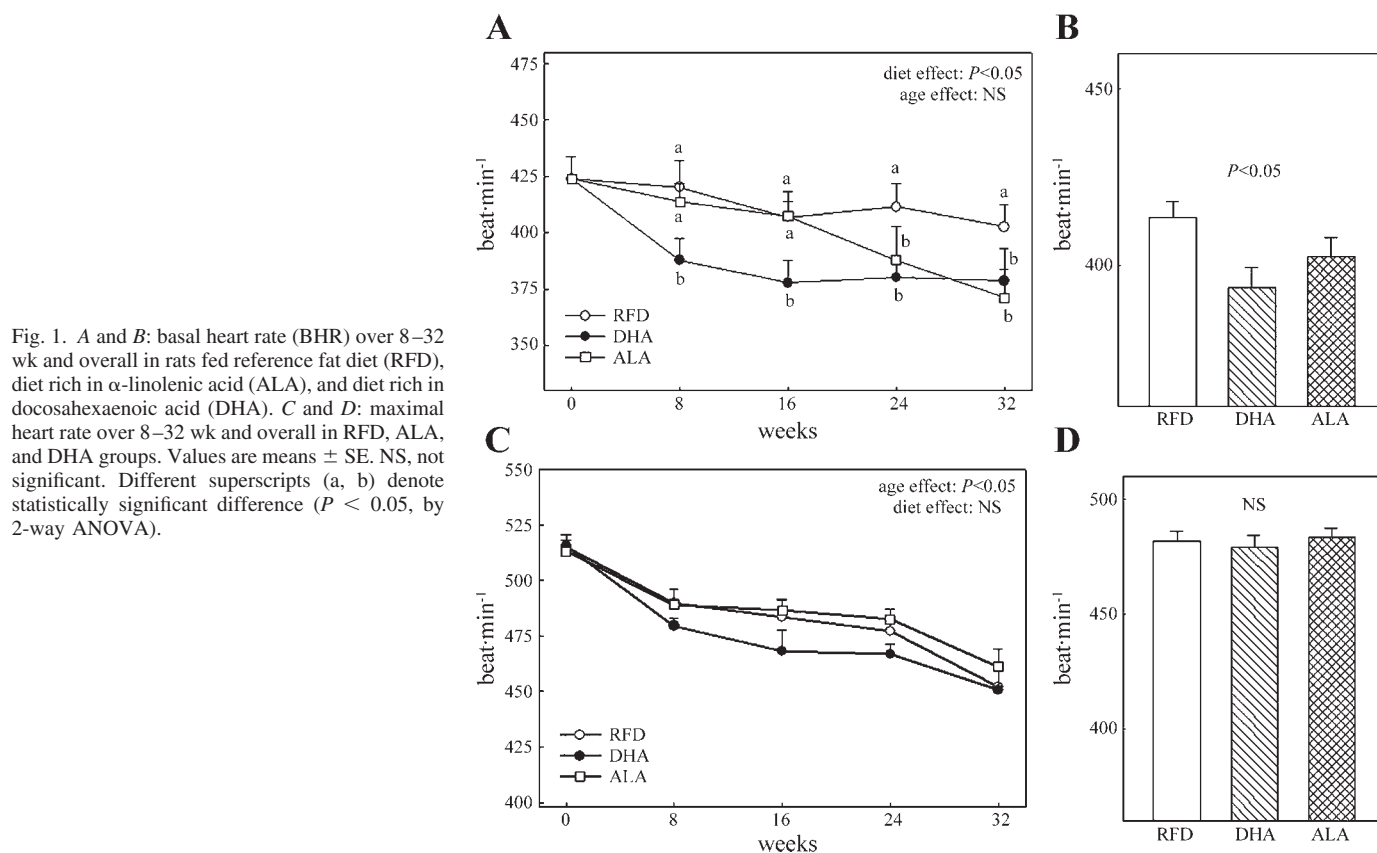 Fig. 1. A and B: basal heart rate (BHR) over 8–32
wk and overall in rats fed reference fat diet (RFD),
diet rich in α-linolenic acid (ALA), and diet rich in
docosahexaenoic acid (DHA). C and D: maximal
heart rate over 8–32 wk and overall in RFD, ALA,
and DHA groups. Values are means ± SE. NS, not
significant. Different superscripts (a, b) denote
statistically significant difference (P < 0.05, by
2-way ANOVA).
A
diet effect: P<0.05
age effect: NS
475
450
425
400
375
350
beat·min⁻¹
a a a a
a a b b
b b b b
RFD
DHA
ALA
0 8 16 24 32
weeks
B
450
400
beat·min⁻¹
P<0.05
RFD DHA ALA
C
age effect: P<0.05
diet effect: NS
550
525
500
475
450
425
400
beat·min⁻¹
RFD
DHA
ALA
0 8 16 24 32
weeks
D
500
450
400
beat·min⁻¹
NS
RFD DHA ALA